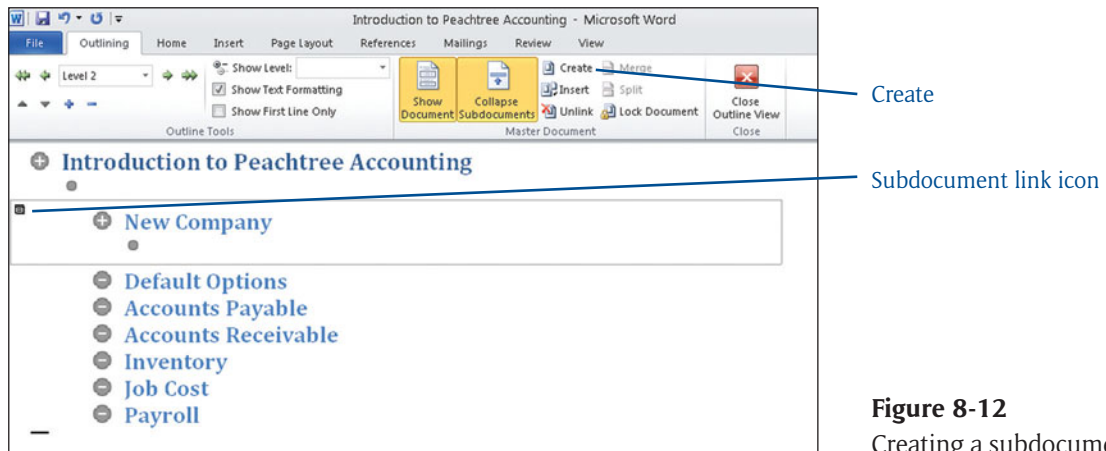 Introduction to Peachtree Accounting - Microsoft Word
File Outlining Home Insert Page Layout References Mailings Review View
Level 2
Show Level:
Show Text Formatting
Show First Line Only
Outline Tools
Show Document
Collapse Subdocuments
Create
Merge
Insert
Split
Unlink
Lock Document
Master Document
Close Outline View
Close
Create
Subdocument link icon
Introduction to Peachtree Accounting
New Company
Default Options
Accounts Payable
Accounts Receivable
Inventory
Job Cost
Payroll
Figure 8-12
Creating a subdocume